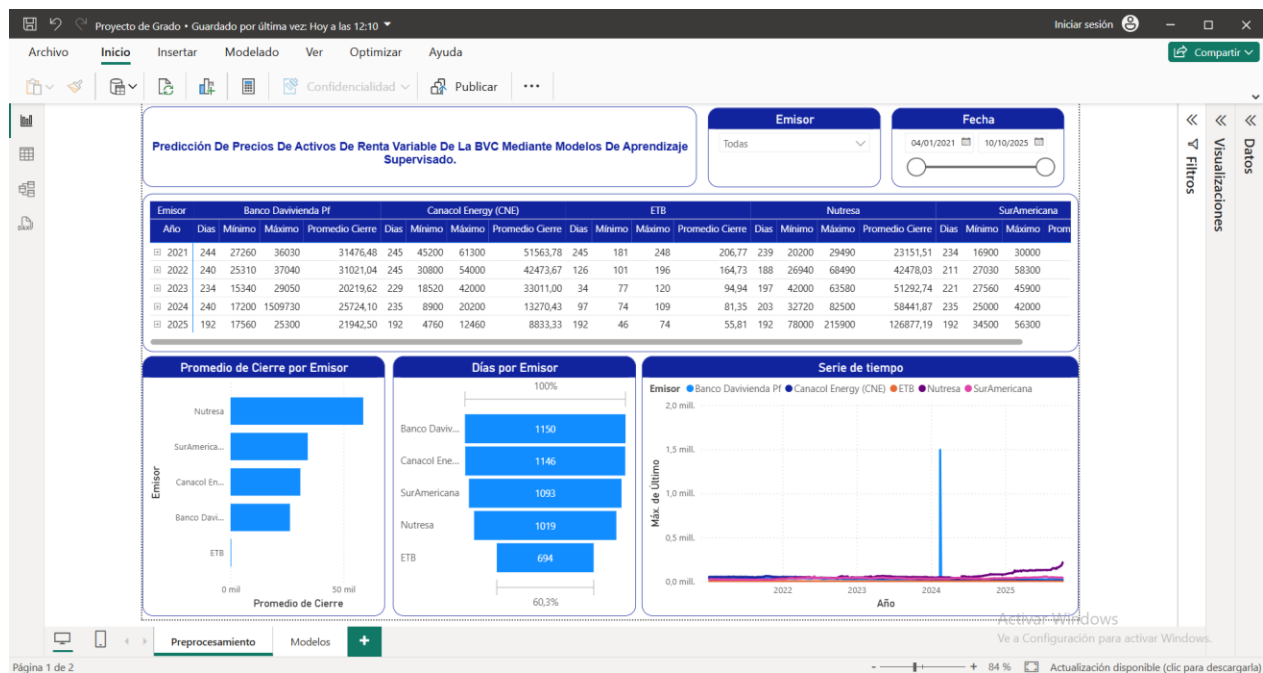 Proyecto de Grado • Guardado por última vez: Hoy a las 12:10
Iniciar sesión
Archivo Inicio Insertar Modelado Ver Optimizar Ayuda
Compartir
Confidencialidad Publicar
Predicción De Precios De Activos De Renta Variable De La BVC Mediante Modelos De Aprendizaje
Supervisado.
Emisor
Todas
Fecha
04/01/2021 10/10/2025
Filtros
Visualizaciones
Datos
Emisor Banco Davivienda Pf Canacol Energy (CNE) ETB Nutresa SurAmericana
Año Dias Mínimo Máximo Promedio Cierre Dias Mínimo Máximo Promedio Cierre Dias Mínimo Máximo Promedio Cierre Dias Mínimo Máximo Promedio Cierre Dias Mínimo Máximo Prom
2021 244 27260 36030 31476,48 245 45200 61300 51563,78 245 181 248 206,77 239 20200 29490 23151,51 234 16900 30000
2022 240 25310 37040 31021,04 245 30800 54000 42473,67 126 101 196 164,73 188 26940 68490 42478,03 211 27030 58300
2023 234 15340 29050 20219,62 229 18520 42000 33011,00 34 77 120 94,94 197 42000 63580 51292,74 221 27560 45900
2024 240 17200 1509730 25724,10 235 8900 20200 13270,43 97 74 109 81,35 203 32720 82500 58441,87 235 25000 42000
2025 192 17560 25300 21942,50 192 4760 12460 8833,33 192 46 74 55,81 192 78000 215900 126877,19 192 34500 56300
Promedio de Cierre por Emisor
Emisor
Nutresa
SurAmerica...
Canacol En...
Banco Davi...
ETB
0 mil 50 mil
Promedio de Cierre
Días por Emisor
100%
Banco Daviv... 1150
Canacol Ene... 1146
SurAmericana 1093
Nutresa 1019
ETB 694
60,3%
Serie de tiempo
Emisor Banco Davivienda Pf Canacol Energy (CNE) ETB Nutresa SurAmericana
Máx. de Último
2,0 mill.
1,5 mill.
1,0 mill.
0,5 mill.
0,0 mill.
2022 2023 2024 2025
Año
Activar Windows
Ve a Configuración para activar Windows.
Preprocesamiento Modelos +
Página 1 de 2
- + 84 % Actualización disponible (clic para descargarla)